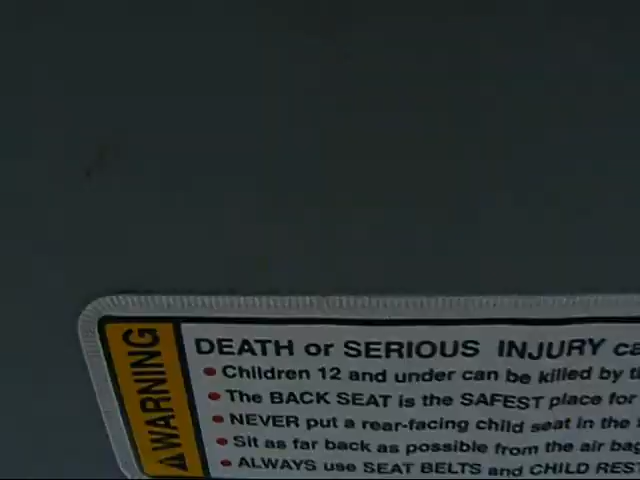 WARNING
DEATH or SERIOUS INJURY ca
• Children 12 and under can be killed by t
• The BACK SEAT is the SAFEST place for
• NEVER put a rear-facing child seat in the
• Sit as far back as possible from the air bag
• ALWAYS use SEAT BELTS and CHILD REST